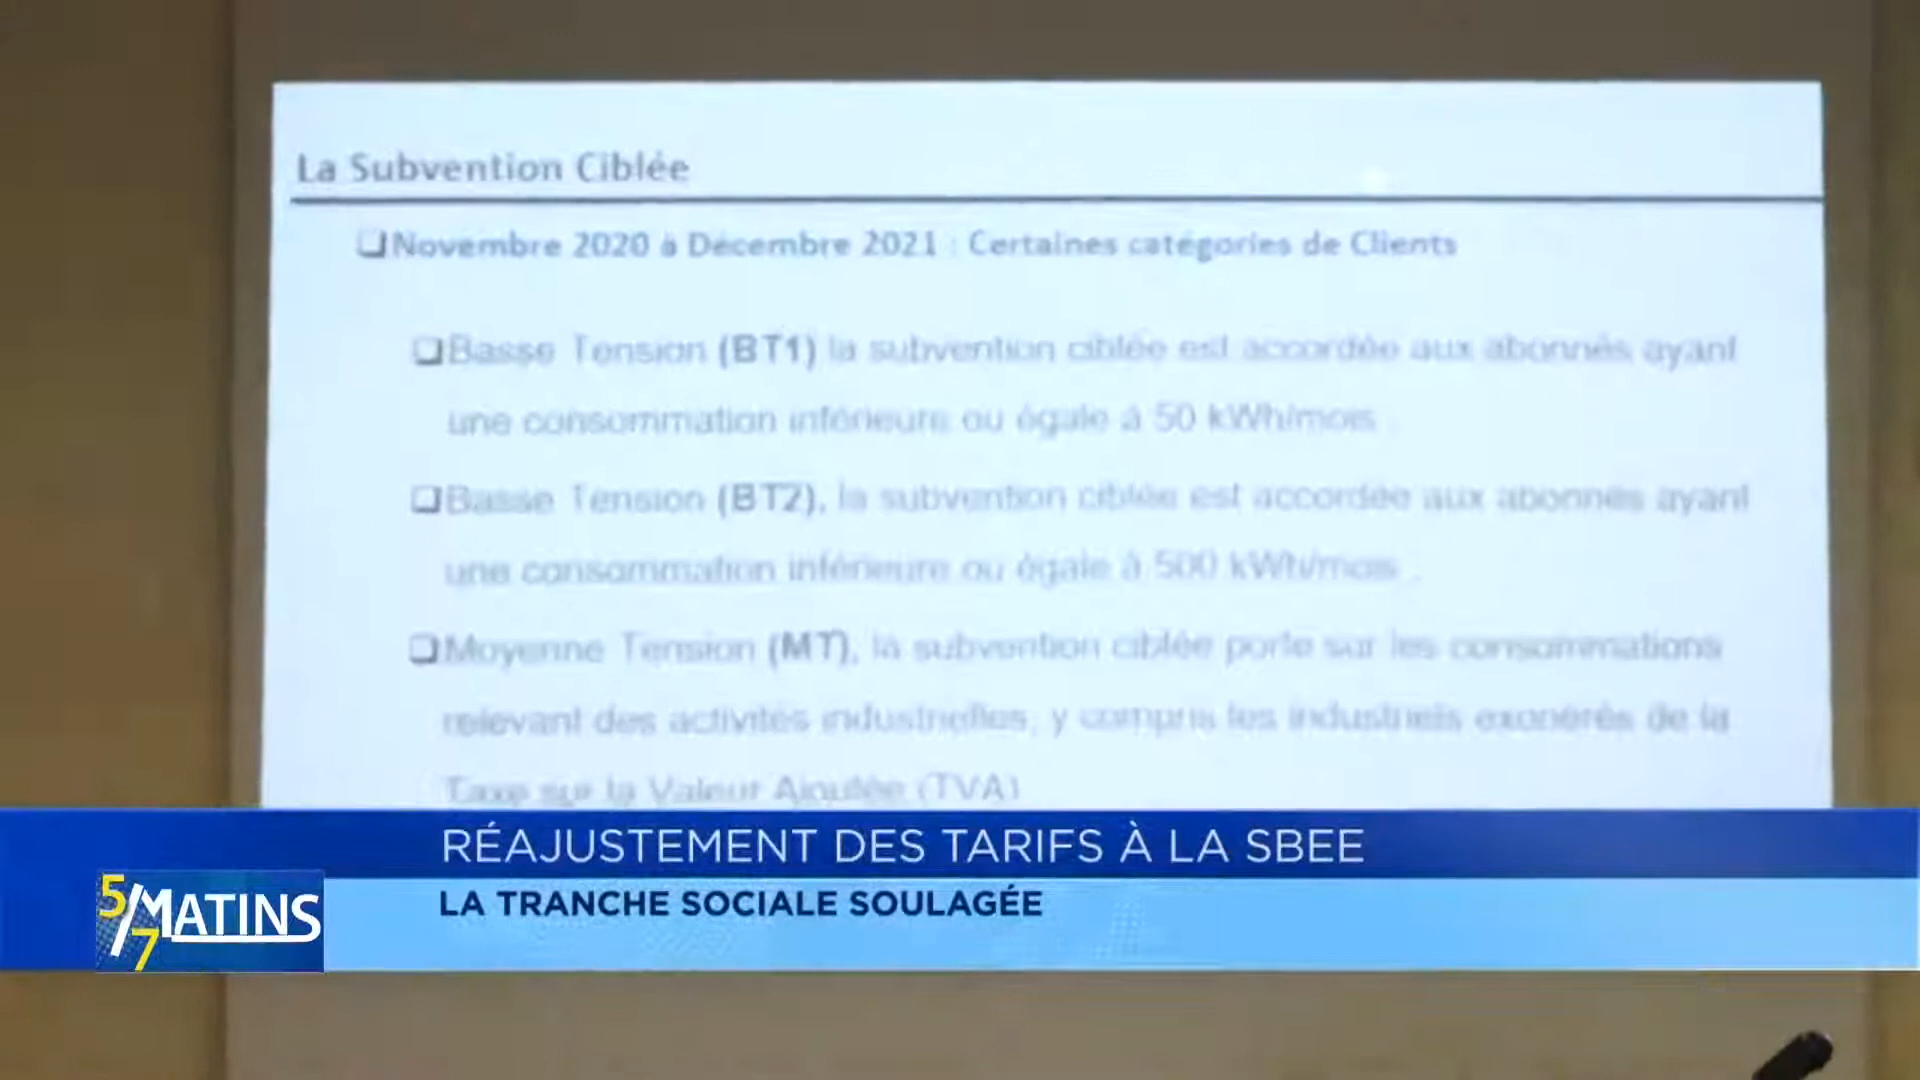 La Subvention Ciblée
Novembre 2020 à Décembre 2021 : Certaines catégories de Clients
Basse Tension (BT1) la subvention ciblée est accordée aux abonnés ayant
une consommation inférieure ou égale à 50 kWh/mois .
Basse Tension (BT2), la subvention ciblée est accordée aux abonnés ayant
une consommation inférieure ou égale à 500 kWh/mois .
Moyenne Tension (MT), la subvention ciblée porte sur les consommations
relevant des activités industrielles, y compris les industriels exonérés de la
Taxe sur la Valeur Ajoutée (TVA)
RÉAJUSTEMENT DES TARIFS À LA SBEE
LA TRANCHE SOCIALE SOULAGÉE
5/7 MATINS